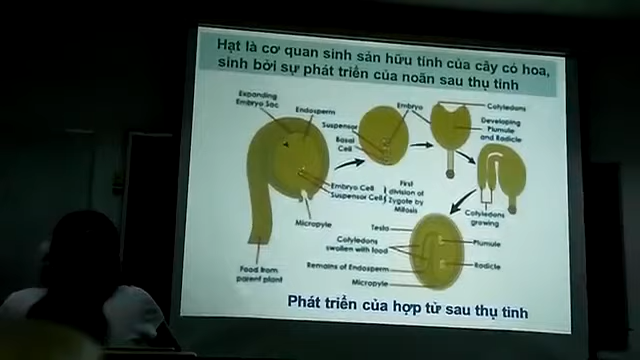 Hạt là cơ quan sinh sản hữu tính của cây có hoa,
sinh bởi sự phát triển của noãn sau thụ tinh
Expanding
Embryo Sac
Endosperm
Suspensor
Basal
Cell
Embryo
Cotyledons
Developing
Plumule
and Radicle
Embryo Cell
Suspensor Cell
First
division of
Zygote by
Mitosis
Micropyle
Cotyledons
growing
Food from
parent plant
Testa
Cotyledons
swollen with food
Remains of Endosperm
Micropyle
Plumule
Radicle
Phát triển của hợp tử sau thụ tinh